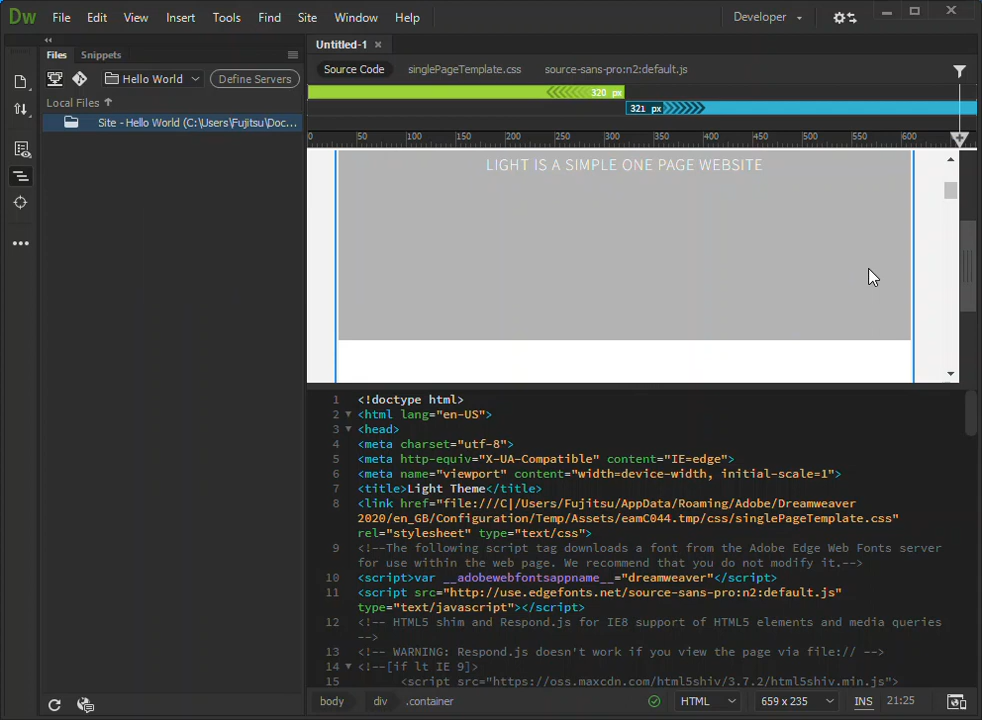 Dw File Edit View Insert Tools Find Site Window Help Developer
Files Snippets
Untitled-1
Source Code singlePageTemplate.css source-sans-pro:n2:default.js
Hello World Define Servers
320 px
321 px
Local Files
Site - Hello World (C:\Users\Fujitsu\Doc...
0 50 100 150 200 250 300 350 400 450 500 550 600
LIGHT IS A SIMPLE ONE PAGE WEBSITE
1 <!doctype html>
2 <html lang="en-US">
3 <head>
4 <meta charset="utf-8">
5 <meta http-equiv="X-UA-Compatible" content="IE=edge">
6 <meta name="viewport" content="width=device-width, initial-scale=1">
7 <title>Light Theme</title>
8 <link href="file:///C|/Users/Fujitsu/AppData/Roaming/Adobe/Dreamweaver
2020/en_GB/Configuration/Temp/Assets/eamC044.tmp/css/singlePageTemplate.css"
rel="stylesheet" type="text/css">
9 <!--The following script tag downloads a font from the Adobe Edge Web Fonts server
for use within the web page. We recommend that you do not modify it.-->
10 <script>var __adobewebfontsappname__="dreamweaver"</script>
11 <script src="http://use.edgefonts.net/source-sans-pro:n2:default.js"
type="text/javascript"></script>
12 <!-- HTML5 shim and Respond.js for IE8 support of HTML5 elements and media queries
-->
13 <!-- WARNING: Respond.js doesn't work if you view the page via file:// -->
14 <!--[if lt IE 9]>
15 <script src="https://oss.maxcdn.com/html5shiv/3.7.2/html5shiv.min.js">
body div .container HTML 659 x 235 INS 21:25